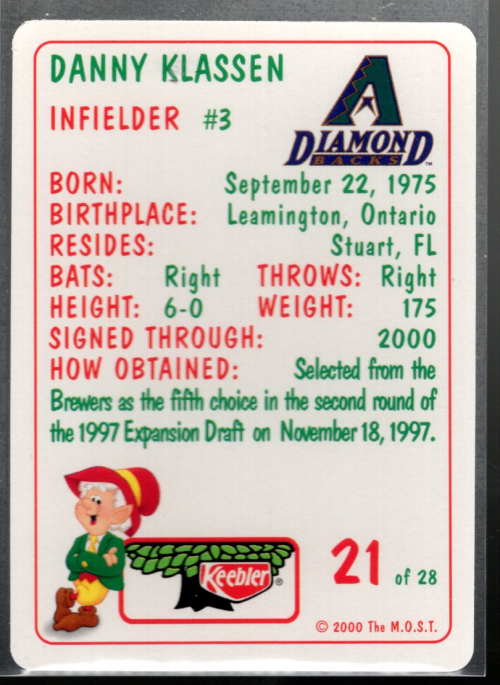 DANNY KLASSEN
INFIELDER #3
DIAMOND
BACKS™
BORN: September 22, 1975
BIRTHPLACE: Leamington, Ontario
RESIDES: Stuart, FL
BATS: Right THROWS: Right
HEIGHT: 6-0 WEIGHT: 175
SIGNED THROUGH: 2000
HOW OBTAINED: Selected from the
Brewers as the fifth choice in the second round of
the 1997 Expansion Draft on November 18, 1997.
Keebler®
21 of 28
© 2000 The M.O.S.T.